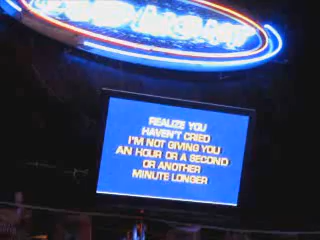 REALIZE YOU
HAVEN'T CRIED
I'M NOT GIVING YOU
AN HOUR OR A SECOND
OR ANOTHER
MINUTE LONGER